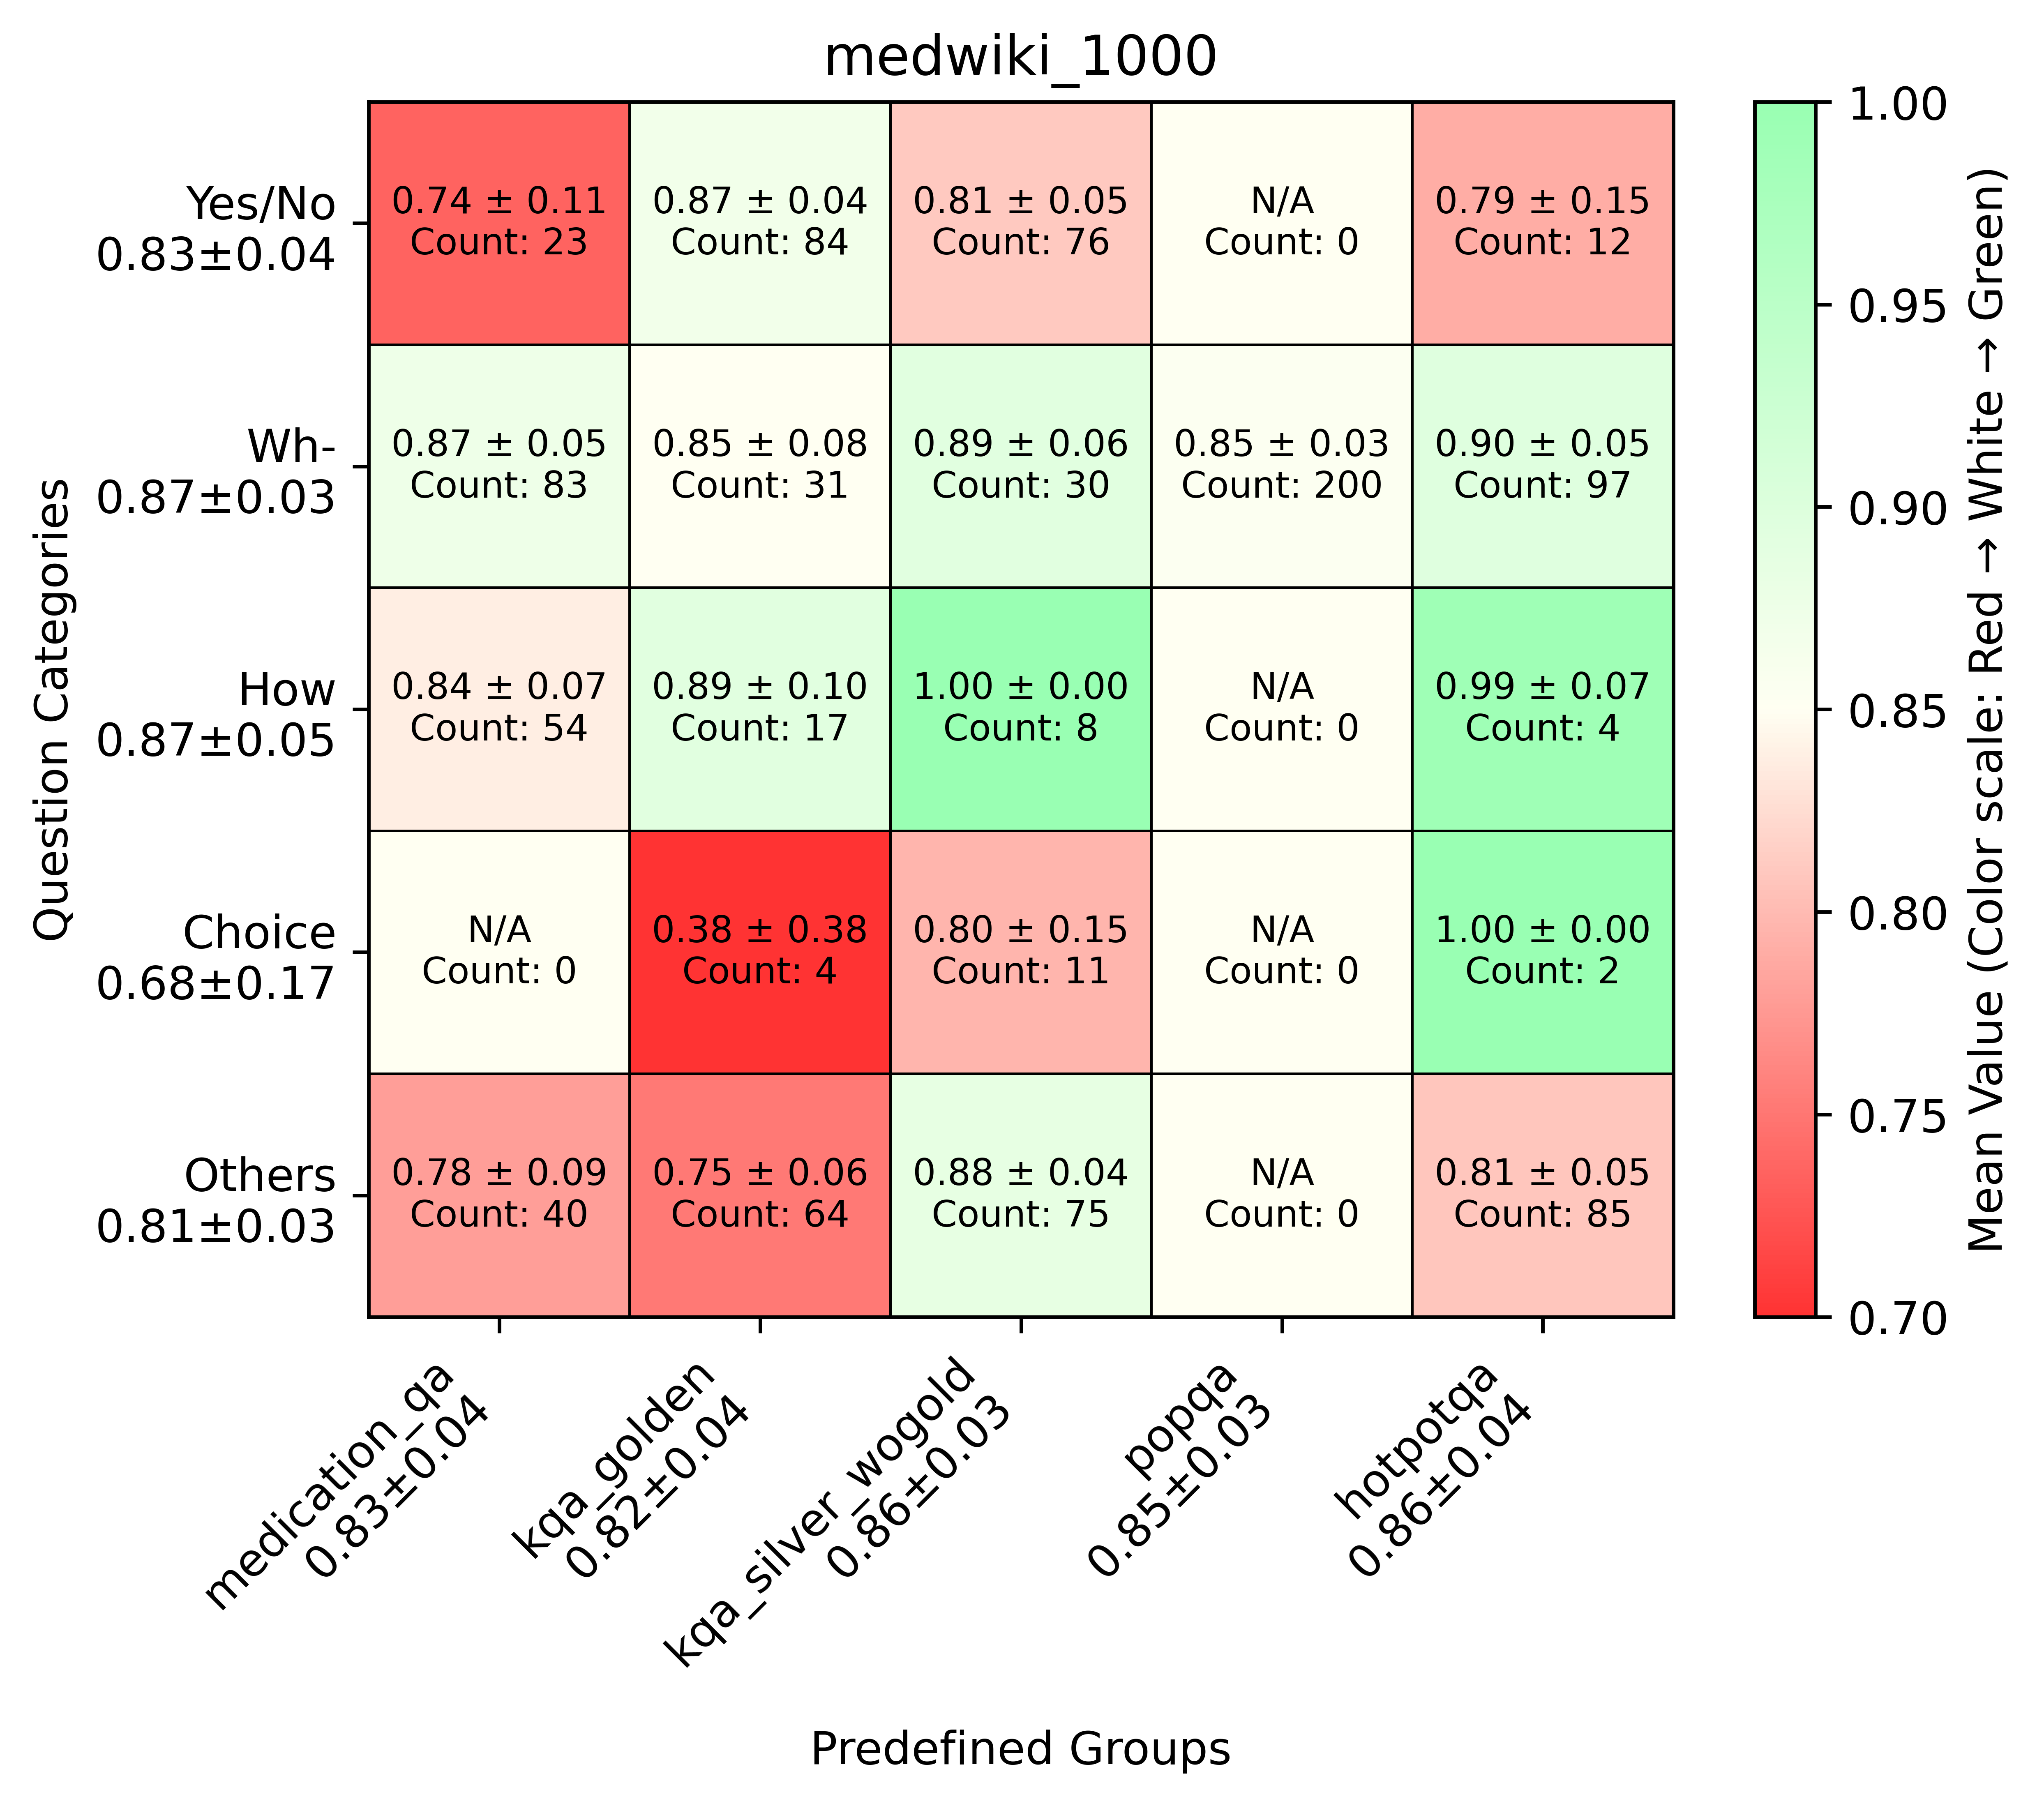 medwiki_1000
Question Categories
Yes/No
0.83±0.04
0.74 ± 0.11
Count: 23
0.87 ± 0.04
Count: 84
0.81 ± 0.05
Count: 76
N/A
Count: 0
0.79 ± 0.15
Count: 12
Wh-
0.87±0.03
0.87 ± 0.05
Count: 83
0.85 ± 0.08
Count: 31
0.89 ± 0.06
Count: 30
0.85 ± 0.03
Count: 200
0.90 ± 0.05
Count: 97
How
0.87±0.05
0.84 ± 0.07
Count: 54
0.89 ± 0.10
Count: 17
1.00 ± 0.00
Count: 8
N/A
Count: 0
0.99 ± 0.07
Count: 4
Choice
0.68±0.17
N/A
Count: 0
0.38 ± 0.38
Count: 4
0.80 ± 0.15
Count: 11
N/A
Count: 0
1.00 ± 0.00
Count: 2
Others
0.81±0.03
0.78 ± 0.09
Count: 40
0.75 ± 0.06
Count: 64
0.88 ± 0.04
Count: 75
N/A
Count: 0
0.81 ± 0.05
Count: 85
medication_qa
0.83±0.04
kqa_golden
0.82±0.04
kqa_silver_wogold
0.86±0.03
popqa
0.85±0.03
hotpotqa
0.86±0.04
Predefined Groups
1.00
0.95
0.90
0.85
0.80
0.75
0.70
Mean Value (Color scale: Red → White → Green)